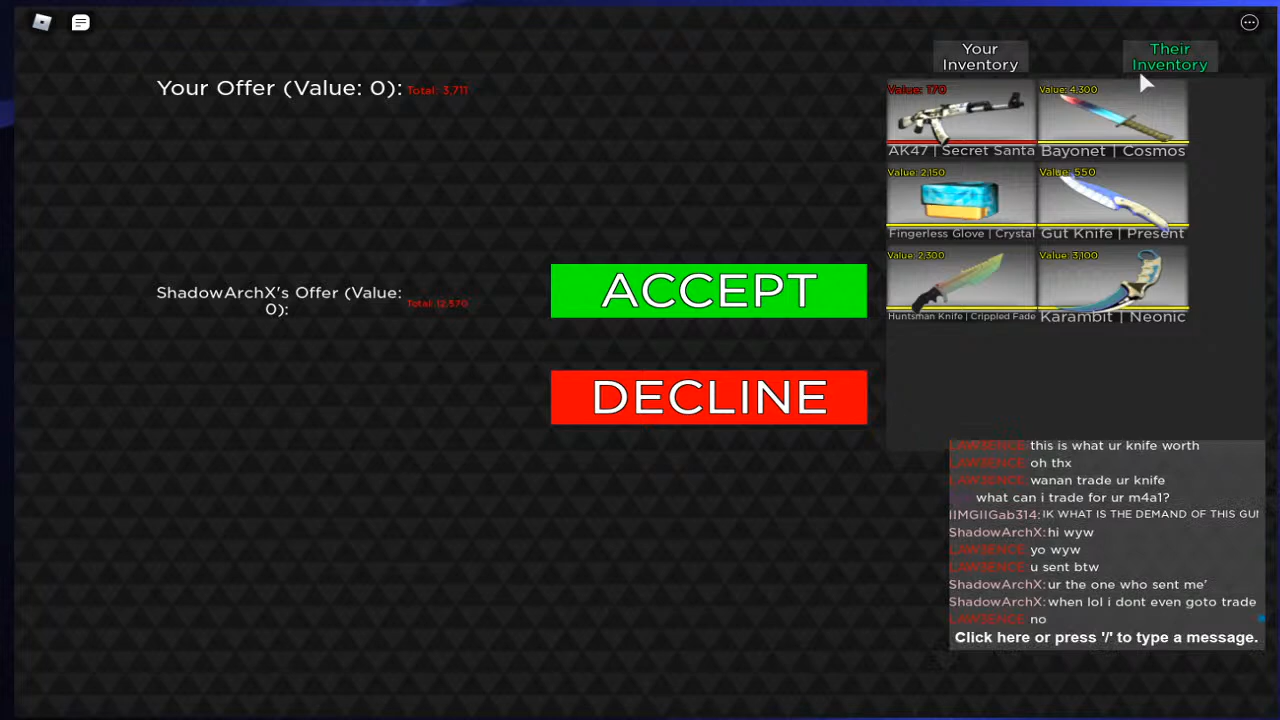 Your Inventory
Their Inventory
Your Offer (Value: 0): Total: 3,711
Value: 170
Value: 4,300
AK47 | Secret Santa
Bayonet | Cosmos
Value: 2,150
Value: 550
Fingerless Glove | Crystal
Gut Knife | Present
Value: 2,300
Value: 3,100
Huntsman Knife | Crippled Fade
Karambit | Neonic
ShadowArchX's Offer (Value:
0):
Total: 12,570
ACCEPT
DECLINE
LAW3ENCE: this is what ur knife worth
LAW3ENCE: oh thx
LAW3ENCE: wanan trade ur knife
what can i trade for ur m4a1?
IIMGIIGab314: IK WHAT IS THE DEMAND OF THIS GUN
ShadowArchX: hi wyw
LAW3ENCE: yo wyw
LAW3ENCE: u sent btw
ShadowArchX: ur the one who sent me'
ShadowArchX: when lol i dont even goto trade
LAW3ENCE: no
Click here or press '/' to type a message.